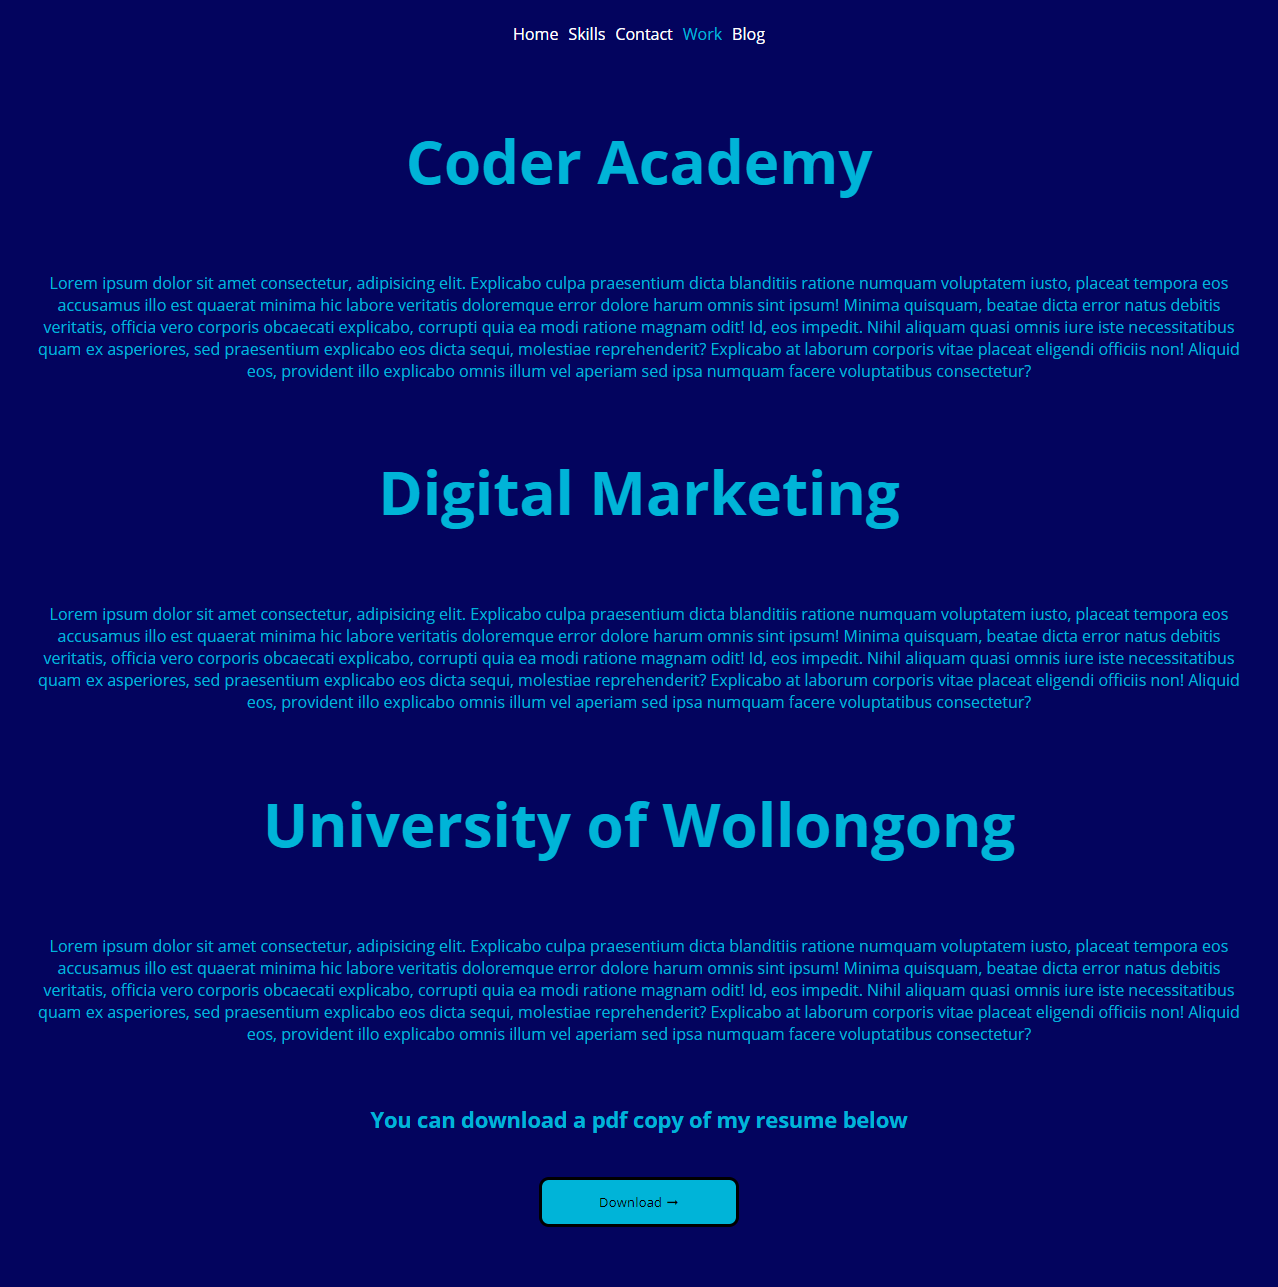 Home Skills Contact Work Blog
Coder Academy
Lorem ipsum dolor sit amet consectetur, adipisicing elit. Explicabo culpa praesentium dicta blanditiis ratione numquam voluptatem iusto, placeat tempora eos
accusamus illo est quaerat minima hic labore veritatis doloremque error dolore harum omnis sint ipsum! Minima quisquam, beatae dicta error natus debitis
veritatis, officia vero corporis obcaecati explicabo, corrupti quia ea modi ratione magnam odit! Id, eos impedit. Nihil aliquam quasi omnis iure iste necessitatibus
quam ex asperiores, sed praesentium explicabo eos dicta sequi, molestiae reprehenderit? Explicabo at laborum corporis vitae placeat eligendi officiis non! Aliquid
eos, provident illo explicabo omnis illum vel aperiam sed ipsa numquam facere voluptatibus consectetur?
Digital Marketing
Lorem ipsum dolor sit amet consectetur, adipisicing elit. Explicabo culpa praesentium dicta blanditiis ratione numquam voluptatem iusto, placeat tempora eos
accusamus illo est quaerat minima hic labore veritatis doloremque error dolore harum omnis sint ipsum! Minima quisquam, beatae dicta error natus debitis
veritatis, officia vero corporis obcaecati explicabo, corrupti quia ea modi ratione magnam odit! Id, eos impedit. Nihil aliquam quasi omnis iure iste necessitatibus
quam ex asperiores, sed praesentium explicabo eos dicta sequi, molestiae reprehenderit? Explicabo at laborum corporis vitae placeat eligendi officiis non! Aliquid
eos, provident illo explicabo omnis illum vel aperiam sed ipsa numquam facere voluptatibus consectetur?
University of Wollongong
Lorem ipsum dolor sit amet consectetur, adipisicing elit. Explicabo culpa praesentium dicta blanditiis ratione numquam voluptatem iusto, placeat tempora eos
accusamus illo est quaerat minima hic labore veritatis doloremque error dolore harum omnis sint ipsum! Minima quisquam, beatae dicta error natus debitis
veritatis, officia vero corporis obcaecati explicabo, corrupti quia ea modi ratione magnam odit! Id, eos impedit. Nihil aliquam quasi omnis iure iste necessitatibus
quam ex asperiores, sed praesentium explicabo eos dicta sequi, molestiae reprehenderit? Explicabo at laborum corporis vitae placeat eligendi officiis non! Aliquid
eos, provident illo explicabo omnis illum vel aperiam sed ipsa numquam facere voluptatibus consectetur?
You can download a pdf copy of my resume below
Download →